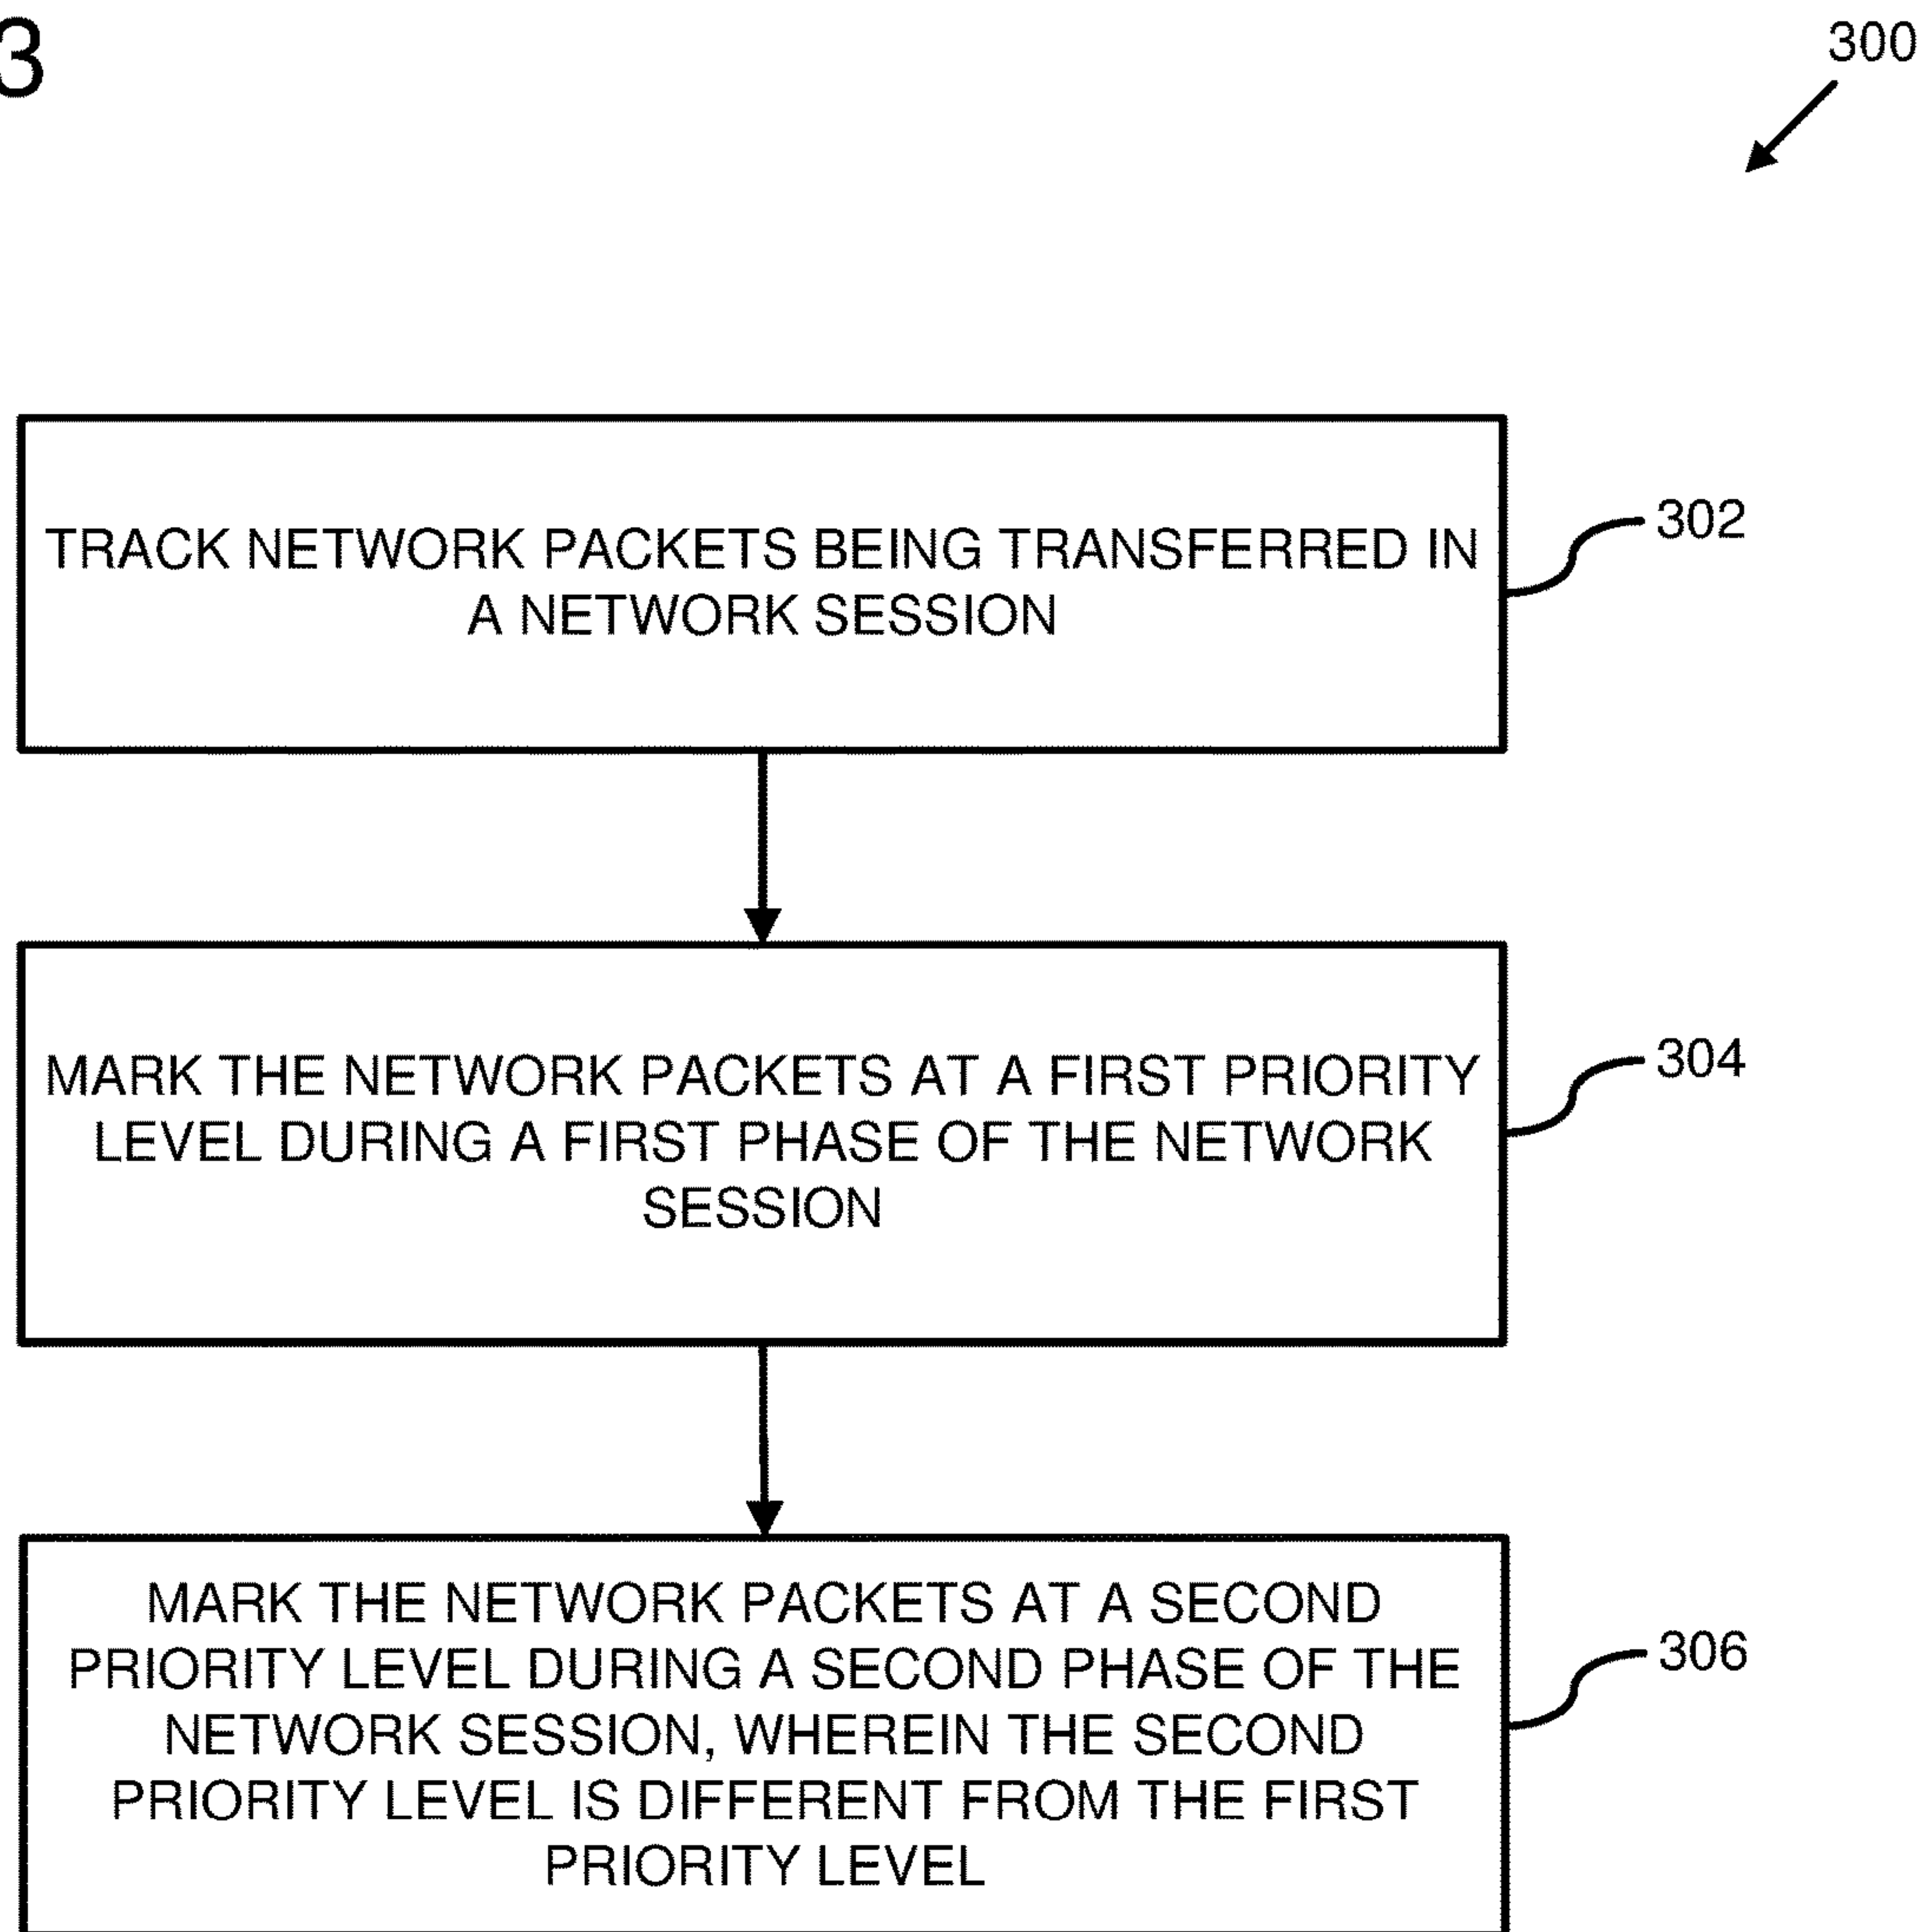 3
300
TRACK NETWORK PACKETS BEING TRANSFERRED IN
A NETWORK SESSION
302
MARK THE NETWORK PACKETS AT A FIRST PRIORITY
LEVEL DURING A FIRST PHASE OF THE NETWORK
SESSION
304
MARK THE NETWORK PACKETS AT A SECOND
PRIORITY LEVEL DURING A SECOND PHASE OF THE
NETWORK SESSION, WHEREIN THE SECOND
PRIORITY LEVEL IS DIFFERENT FROM THE FIRST
PRIORITY LEVEL
306